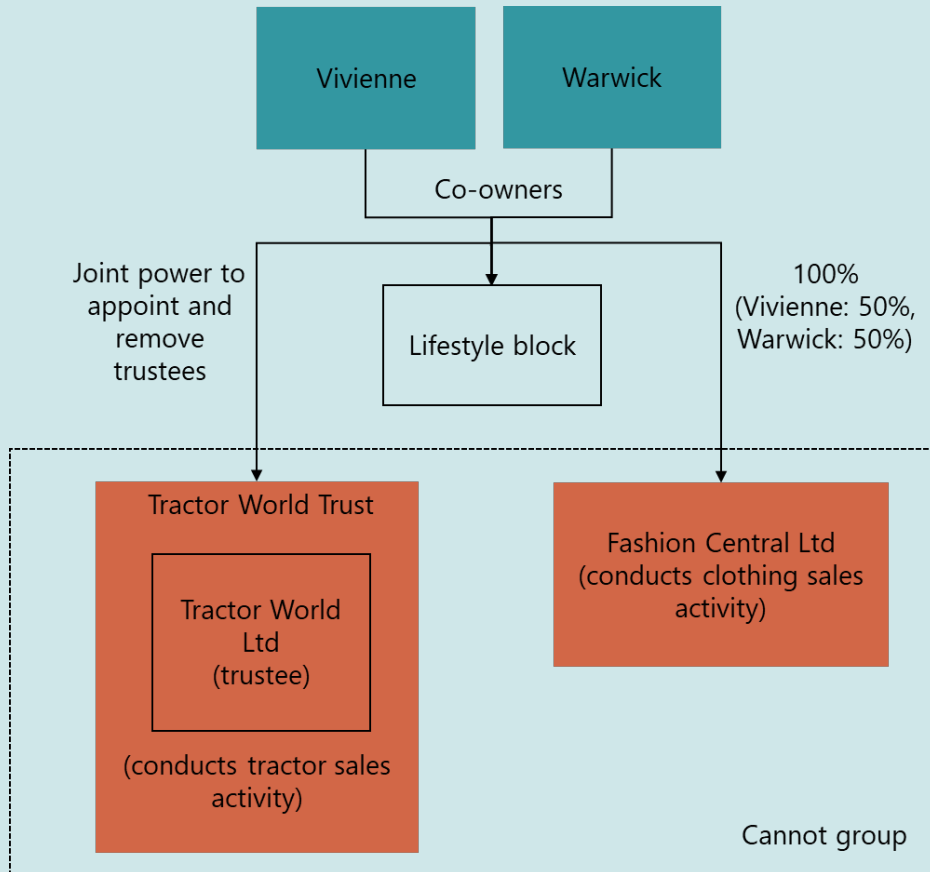 Vivienne
Warwick
Co-owners
Joint power to
appoint and
remove
trustees
100%
(Vivienne: 50%,
Warwick: 50%)
Lifestyle block
Tractor World Trust
Tractor World
Ltd
(trustee)
(conducts tractor sales
activity)
Fashion Central Ltd
(conducts clothing sales
activity)
Cannot group